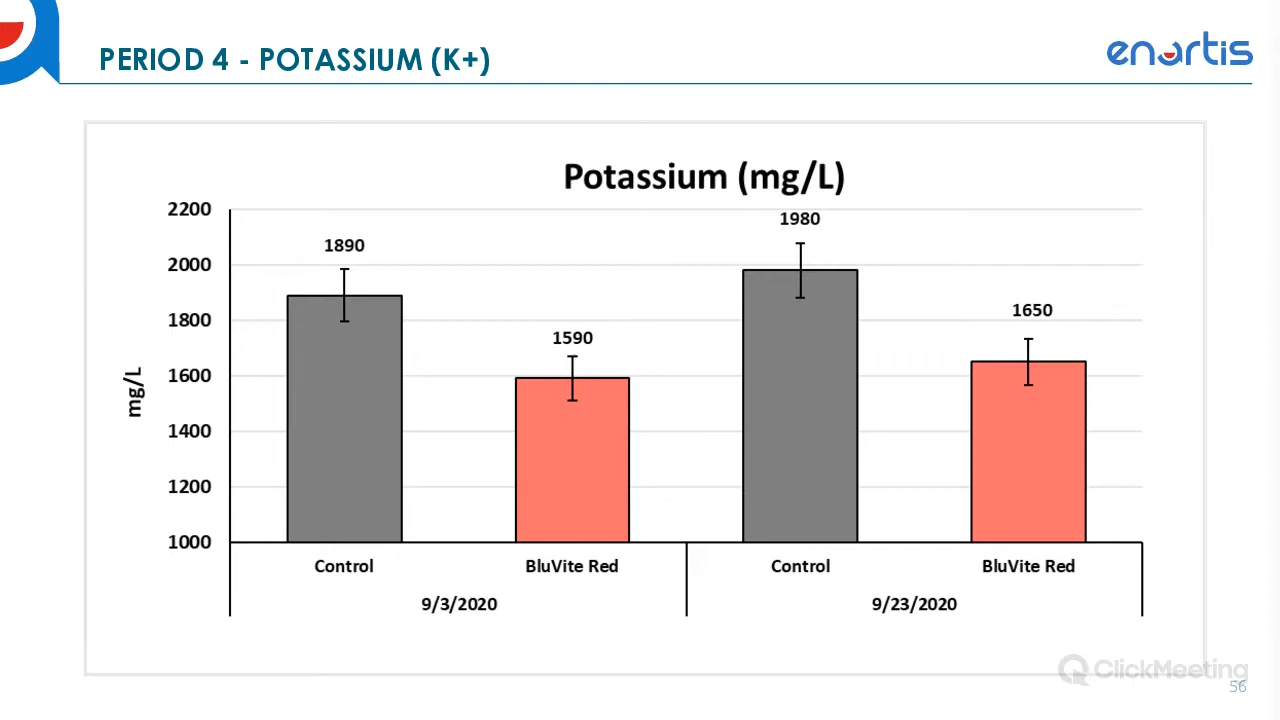 PERIOD 4 - POTASSIUM (K+)
enartis
Potassium (mg/L)
2200
2000
1800
1600
1400
1200
1000
mg/L
1890
1590
1980
1650
Control
BluVite Red
Control
BluVite Red
9/3/2020
9/23/2020
ClickMeeting
56